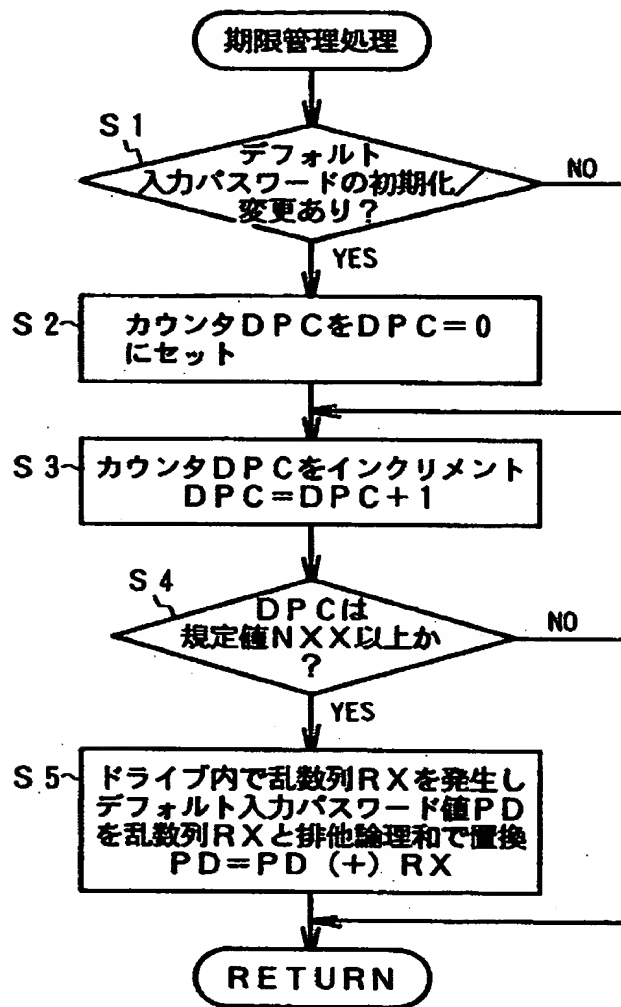 期限管理処理
S1
デフォルト
入力パスワードの初期化/
変更あり?
NO
YES
S2
カウンタDPCをDPC=0
にセット
S3
カウンタDPCをインクリメント
DPC=DPC+1
S4
DPCは
規定値NXX以上か
?
NO
YES
S5
ドライブ内で乱数列RXを発生し
デフォルト入力パスワード値PD
を乱数列RXと排他論理和で置換
PD=PD (+) RX
RETURN